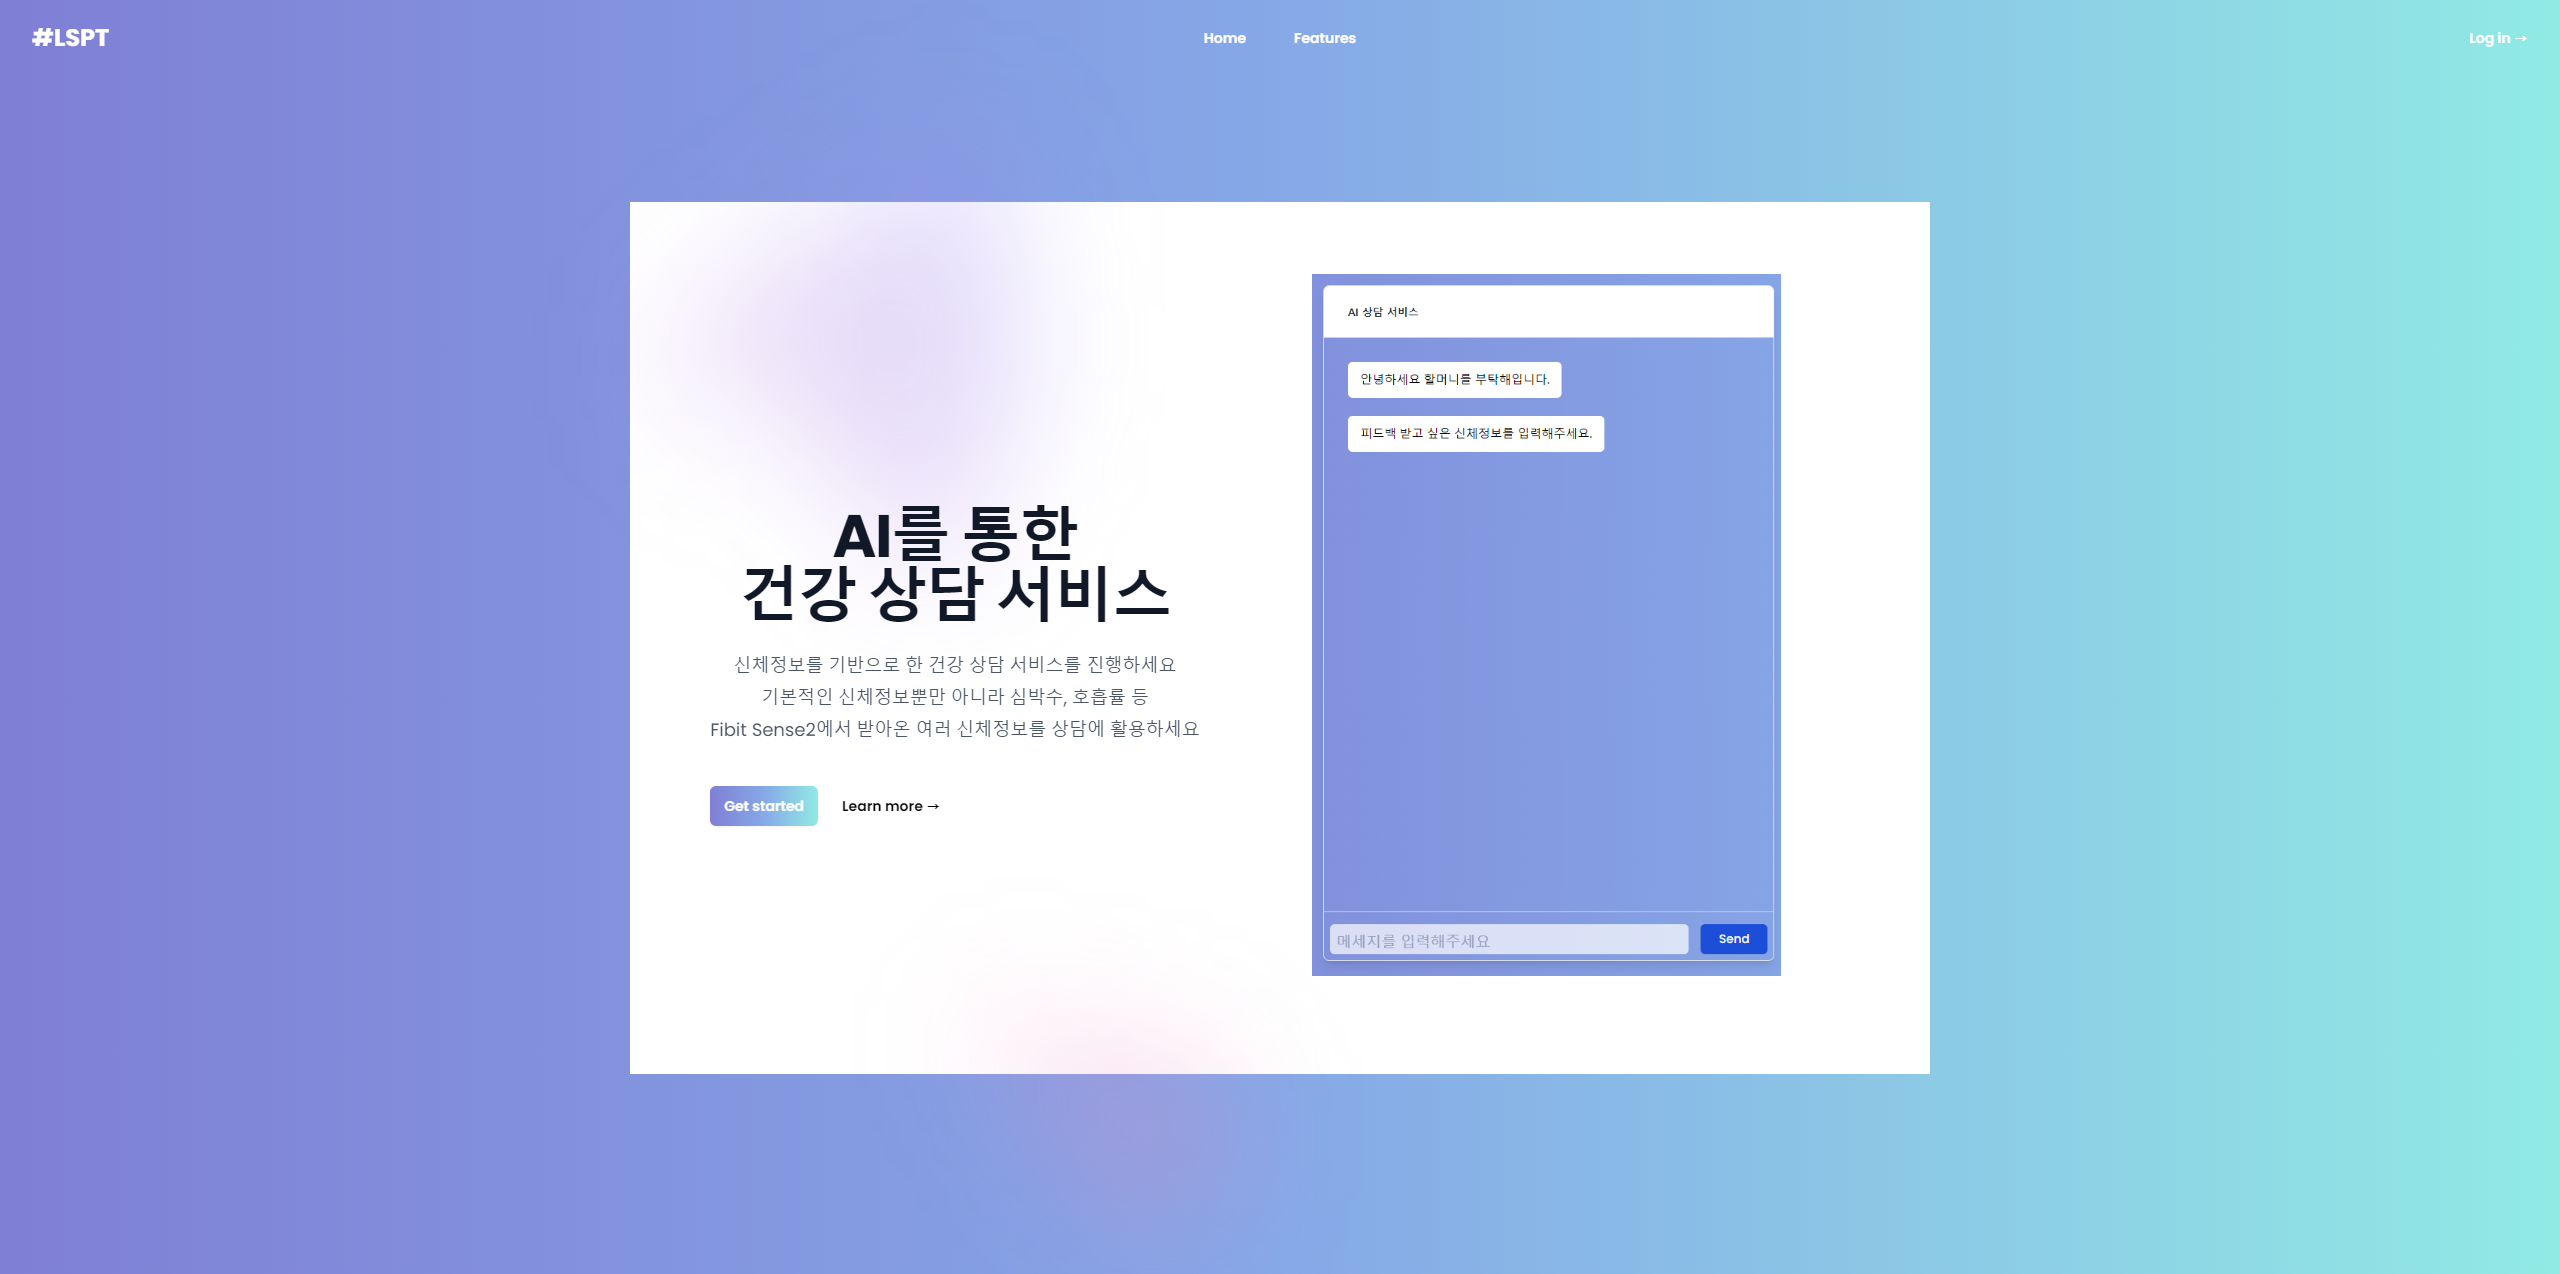 #LSPT
Home
Features
Log in →
AI를 통한
건강 상담 서비스
신체정보를 기반으로 한 건강 상담 서비스를 진행하세요
기본적인 신체정보뿐만 아니라 심박수, 호흡률 등
Fibit Sense2에서 받아온 여러 신체정보를 상담에 활용하세요
Get started
Learn more →
AI 상담 서비스
안녕하세요 할머니를 부탁해입니다.
피드백 받고 싶은 신체정보를 입력해주세요.
메세지를 입력해주세요
Send